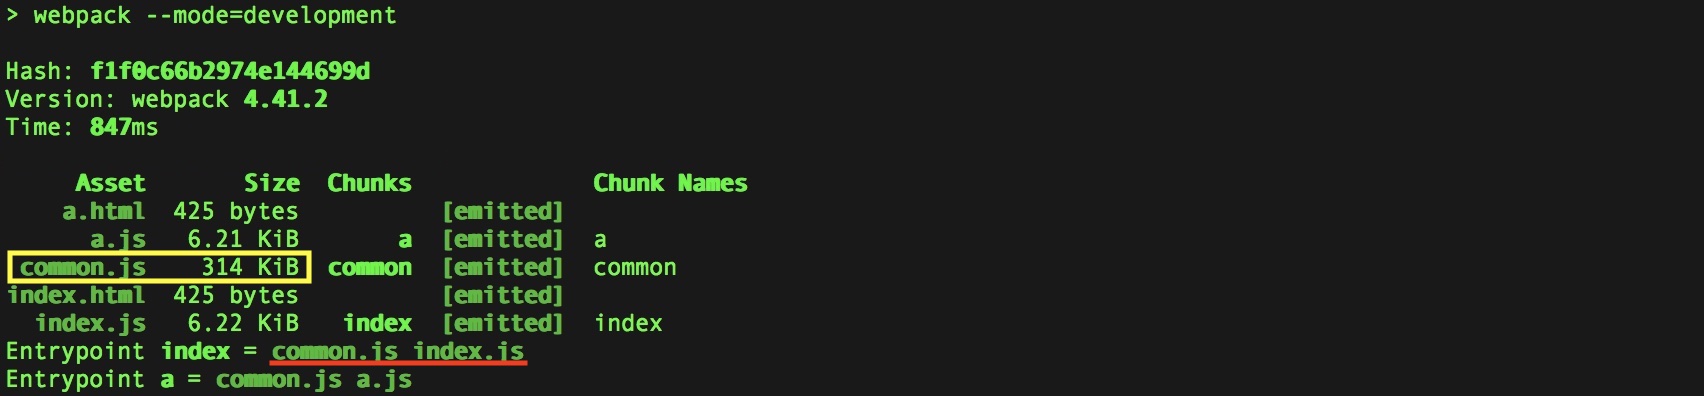 > webpack --mode=development
Hash: f1f0c66b2974e144699d
Version: webpack 4.41.2
Time: 847ms
Asset Size Chunks Chunk Names
a.html 425 bytes [emitted]
a.js 6.21 KiB a [emitted] a
common.js 314 KiB common [emitted] common
index.html 425 bytes [emitted]
index.js 6.22 KiB index [emitted] index
Entrypoint index = common.js index.js
Entrypoint a = common.js a.js